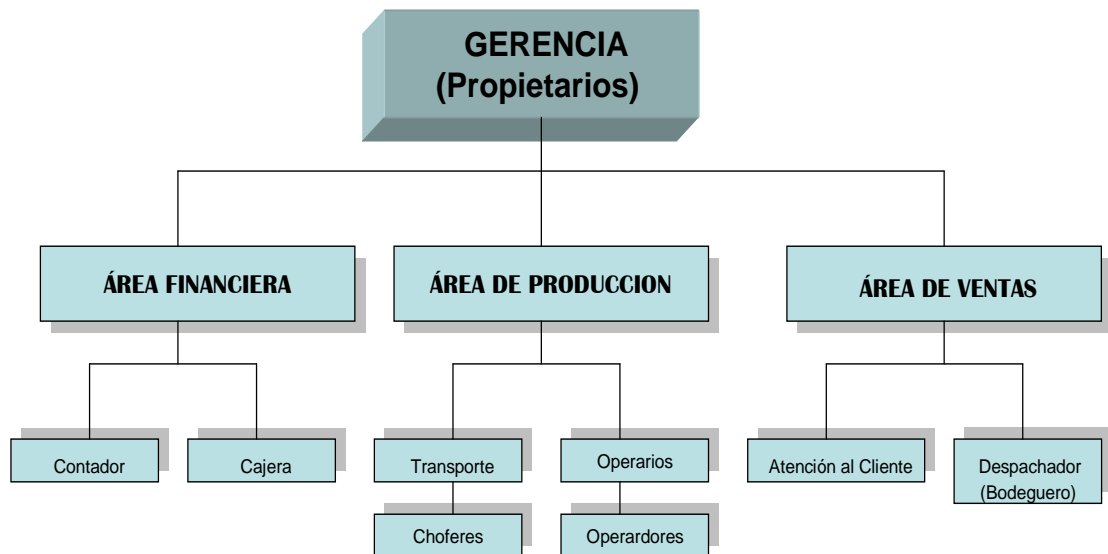 GERENCIA
(Propietarios)
ÁREA FINANCIERA
ÁREA DE PRODUCCION
ÁREA DE VENTAS
Contador
Cajera
Transporte
Operarios
Atención al Cliente
Despachador
(Bodeguero)
Choferes
Operardores